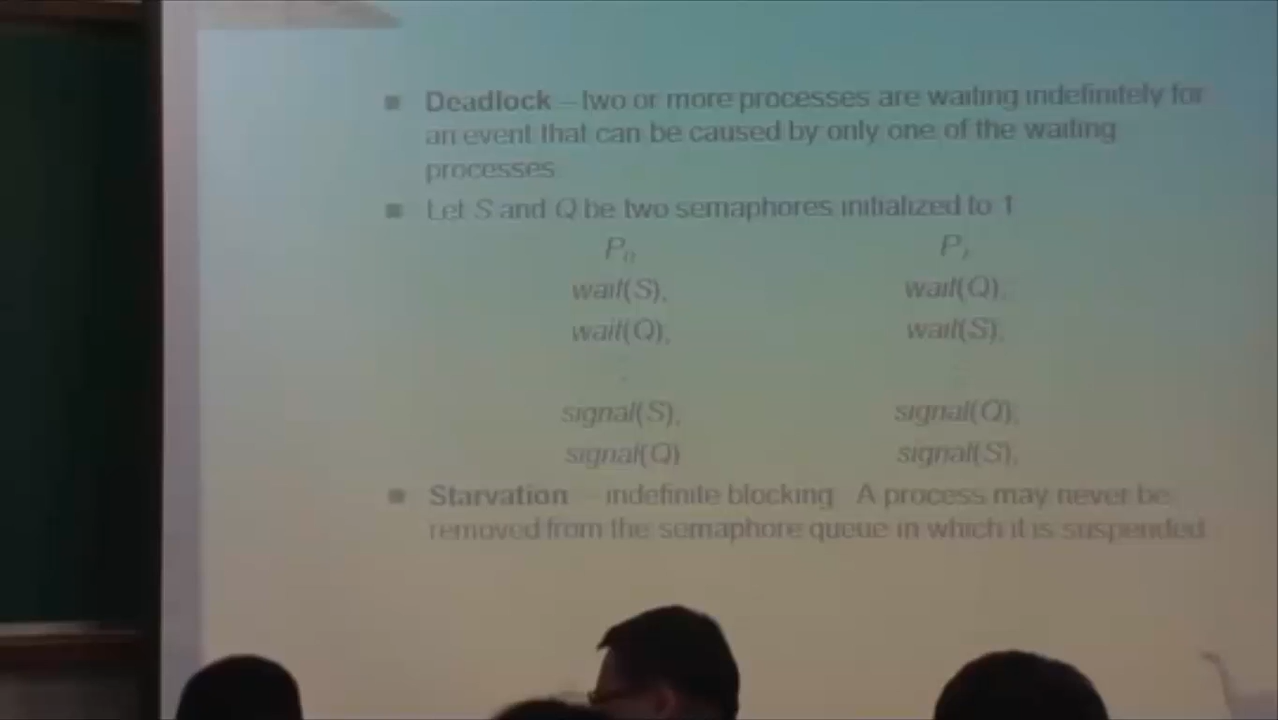 Deadlock – two or more processes are waiting indefinitely for
an event that can be caused by only one of the waiting
processes
Let S and Q be two semaphores initialized to 1
P0 P1
wait(S); wait(Q);
wait(Q); wait(S);
. .
signal(S); signal(Q);
signal(Q) signal(S);
Starvation – indefinite blocking. A process may never be
removed from the semaphore queue in which it is suspended